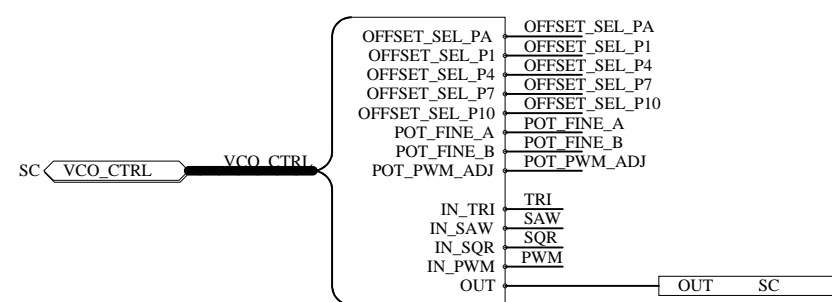 OFFSET_SEL_PA OFFSET_SEL_PA
OFFSET_SEL_P1 OFFSET_SEL_P1
OFFSET_SEL_P4 OFFSET_SEL_P4
OFFSET_SEL_P7 OFFSET_SEL_P7
OFFSET_SEL_P10 OFFSET_SEL_P10
POT_FINE_A POT_FINE_A
POT_FINE_B POT_FINE_B
SC VCO_CTRL VCO_CTRL POT_PWM_ADJ POT_PWM_ADJ
IN_TRI TRI
IN_SAW SAW
IN_SQR SQR
IN_PWM PWM
OUT OUT SC